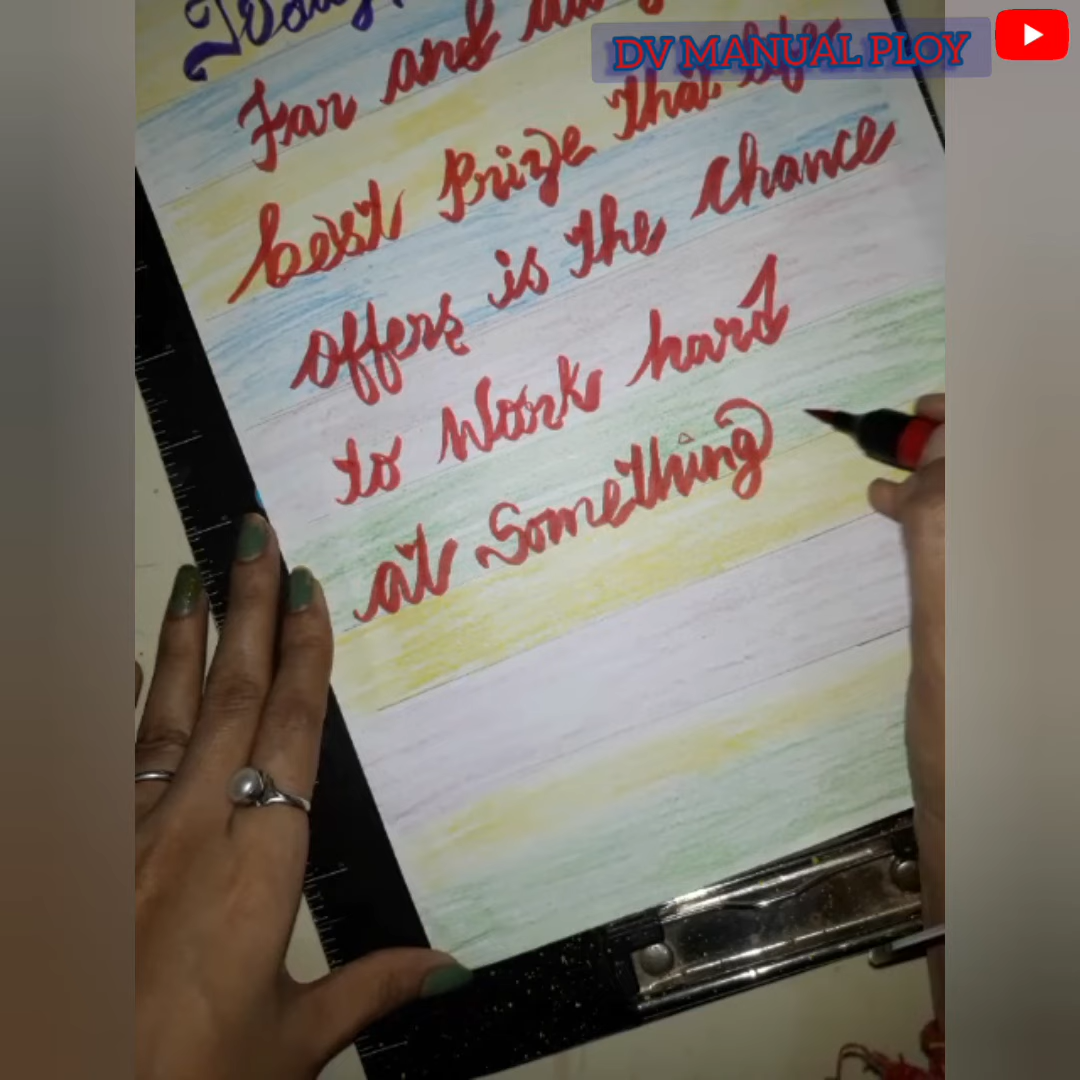 DV MANUAL PLOY
Far and
best Prize that
offers is the chance
to Work hard
at Something